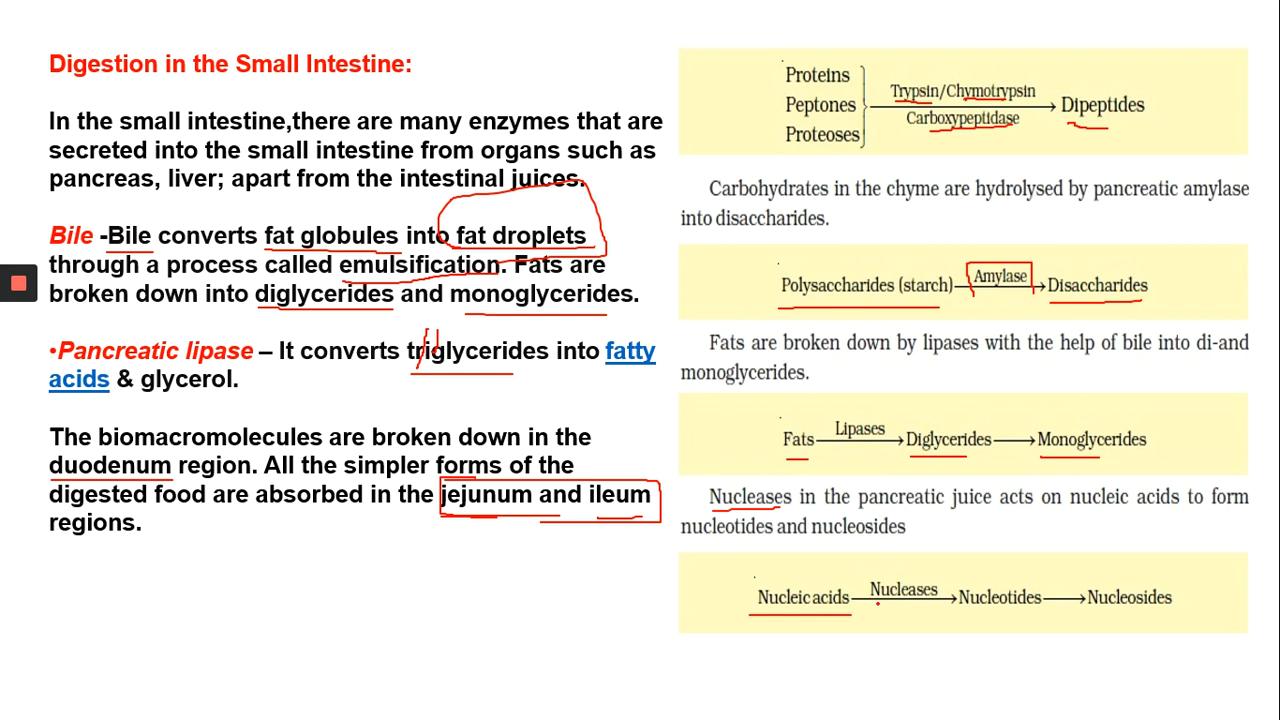 Digestion in the Small Intestine:
In the small intestine,there are many enzymes that are
secreted into the small intestine from organs such as
pancreas, liver; apart from the intestinal juices.
Bile -Bile converts fat globules into fat droplets
through a process called emulsification. Fats are
broken down into diglycerides and monoglycerides.
•Pancreatic lipase – It converts triglycerides into fatty
acids & glycerol.
The biomacromolecules are broken down in the
duodenum region. All the simpler forms of the
digested food are absorbed in the jejunum and ileum
regions.
Proteins
Peptones
Proteoses
Trypsin/Chymotrypsin
Carboxypeptidase
Dipeptides
Carbohydrates in the chyme are hydrolysed by pancreatic amylase
into disaccharides.
Polysaccharides (starch) Amylase Disaccharides
Fats are broken down by lipases with the help of bile into di-and
monoglycerides.
Fats Lipases Diglycerides Monoglycerides
Nucleases in the pancreatic juice acts on nucleic acids to form
nucleotides and nucleosides
Nucleic acids Nucleases Nucleotides Nucleosides